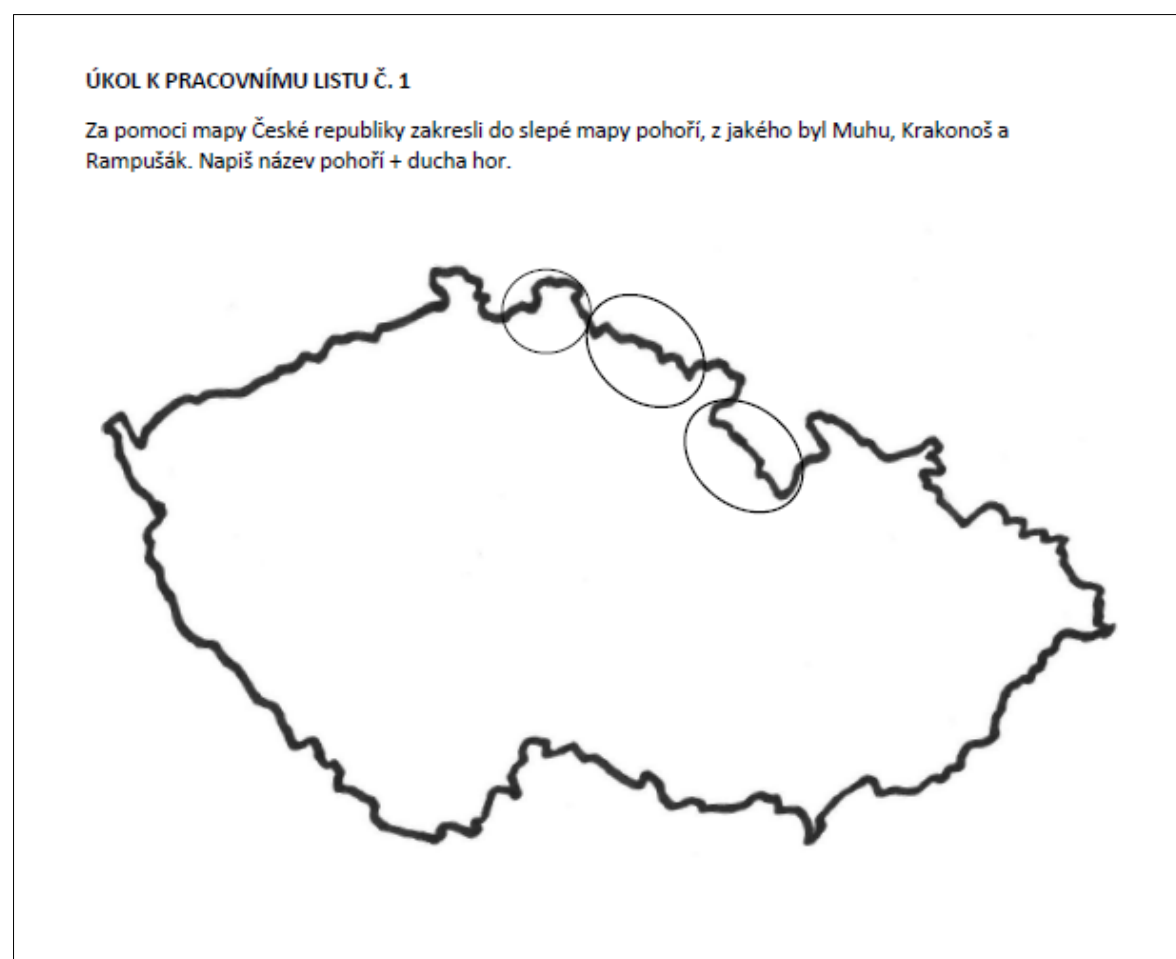 ÚKOL K PRACOVNÍMU LISTU Č. 1
Za pomoci mapy České republiky zakresli do slepé mapy pohoří, z jakého byl Muhu, Krakonoš a
Rampušák. Napiš název pohoří + ducha hor.